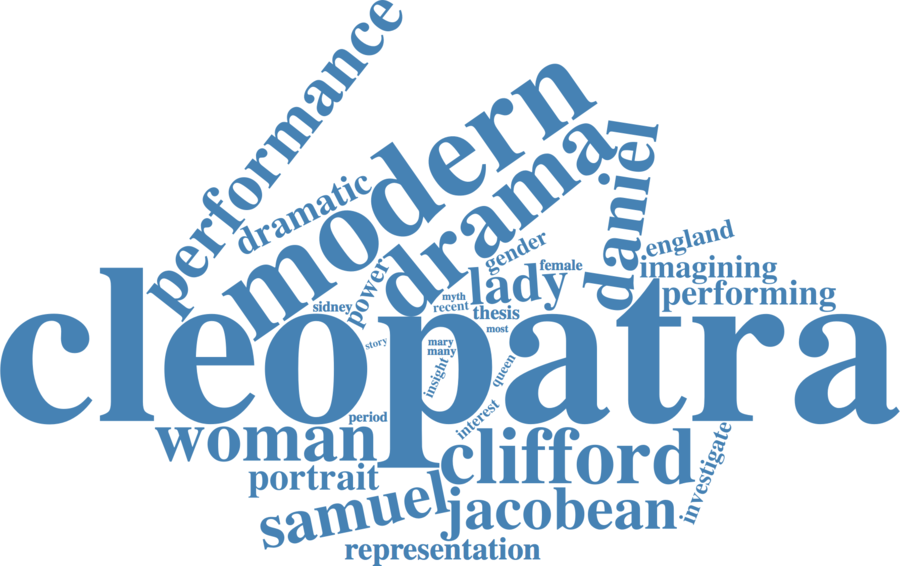 performance
modern
dramatic
drama
daniel
england
gender
female
imagining
power
lady
performing
myth
sidney
recent
thesis
most
cleopatra
story
mary
many
insight
queen
period
interest
woman
clifford
investigate
portrait
samuel
jacobean
representation